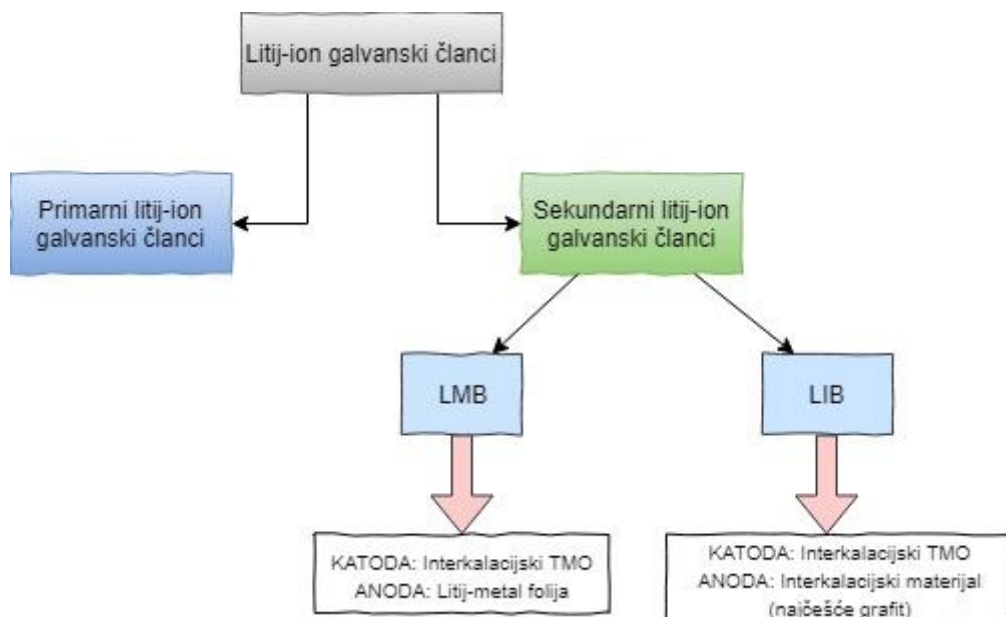 Litij-ion galvanski članci
Primarni litij-ion
galvanski članci
Sekundarni litij-ion
galvanski članci
LMB
LIB
KATODA: Interkalacijski TMO
ANODA: Litij-metal folija
KATODA: Interkalacijski TMO
ANODA: Interkalacijski materijal
(najčešće grafit)